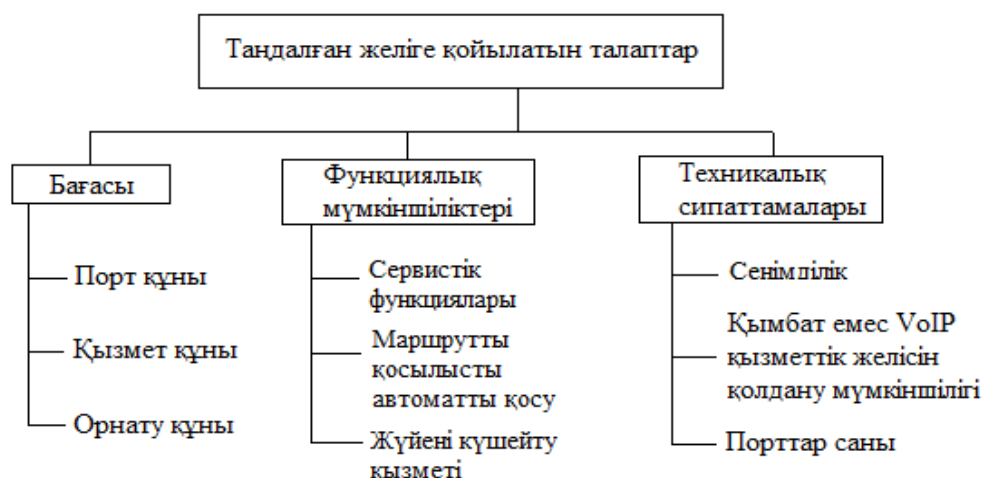 Таңдалған желіге қойылатын талаптар
Бағасы
Порт құны
Қызмет құны
Орнату құны
Функциялық
мүмкіншіліктері
Сервистік
функциялары
Маршрутты
қосылысты
автоматты қосу
Жүйені күшейту
қызметі
Техникалық
сипаттамалары
Сенімділік
Қымбат емес VoIP
қызметтік желісін
қолдану мүмкіншілігі
Порттар саны